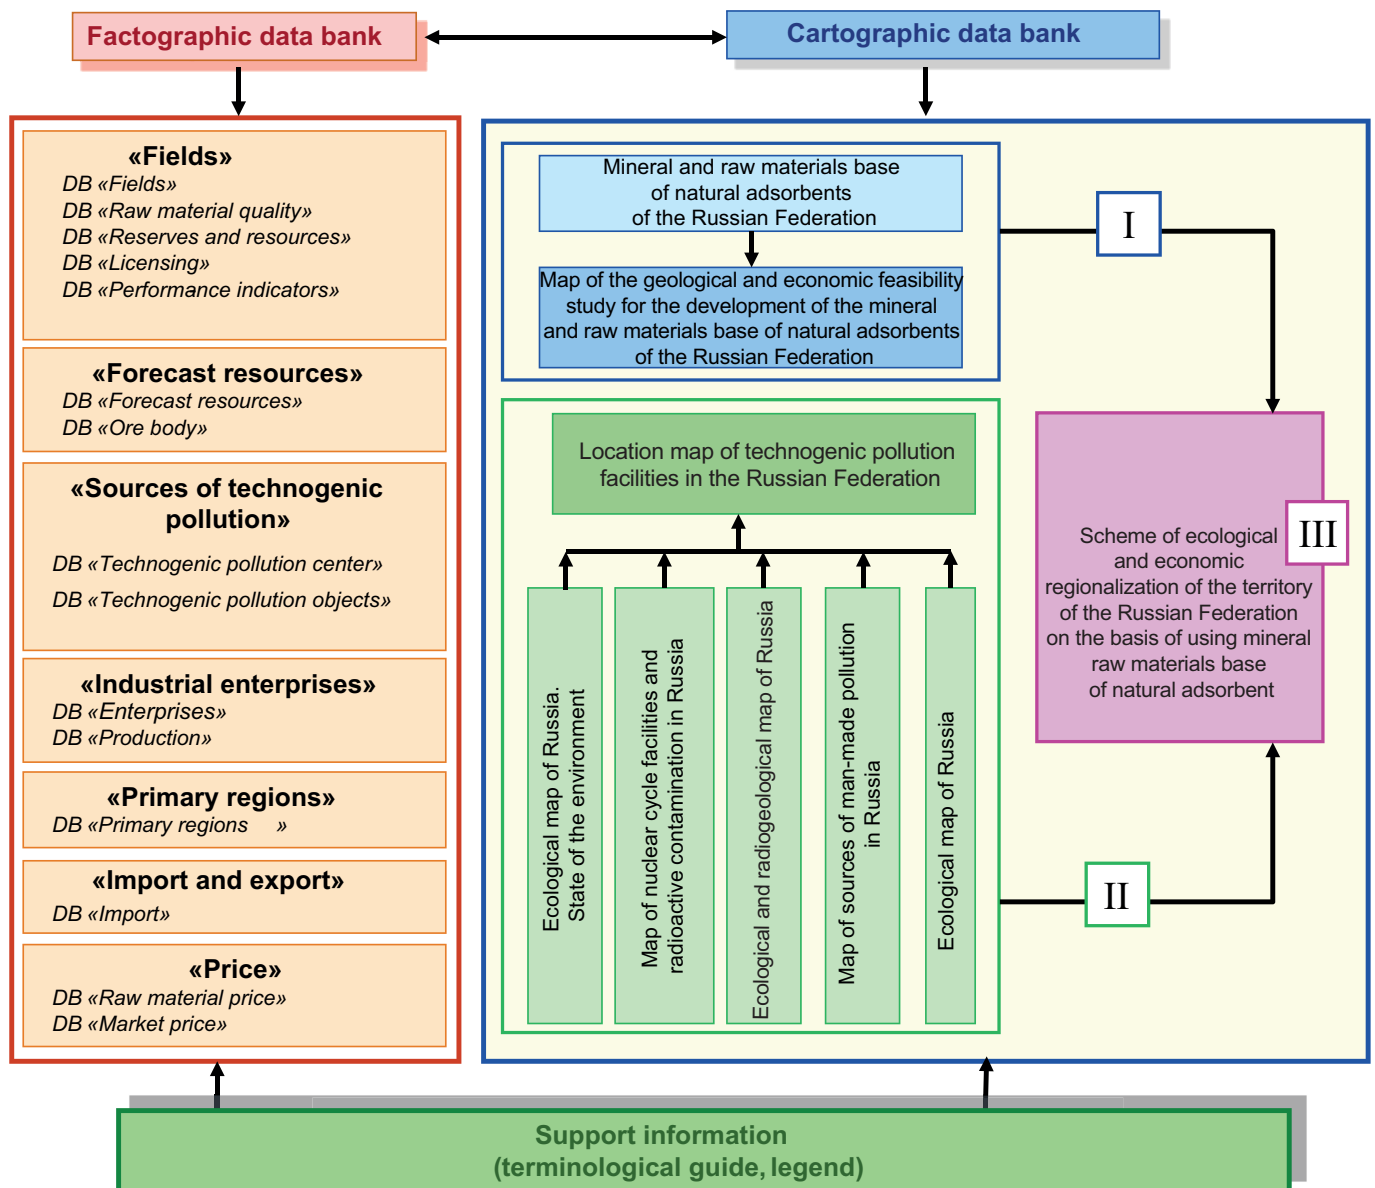 Factographic data bank
Cartographic data bank
«Fields»
DB «Fields»
DB «Raw material quality»
DB «Reserves and resources»
DB «Licensing»
DB «Performance indicators»
«Forecast resources»
DB «Forecast resources»
DB «Ore body»
«Sources of technogenic
pollution»
DB «Technogenic pollution center»
DB «Technogenic pollution objects»
«Industrial enterprises»
DB «Enterprises»
DB «Production»
«Primary regions»
DB «Primary regions »
«Import and export»
DB «Import»
«Price»
DB «Raw material price»
DB «Market price»
Mineral and raw materials base
of natural adsorbents
of the Russian Federation
Map of the geological and economic feasibility
study for the development of the mineral
and raw materials base of natural adsorbents
of the Russian Federation
I
Location map of technogenic pollution
facilities in the Russian Federation
Ecological map of Russia.
State of the environment
Map of nuclear cycle facilities and
radioactive contamination in Russia
Ecological and radiogeological map of Russia
Map of sources of man-made pollution
in Russia
Ecological map of Russia
II
III
Scheme of ecological
and economic
regionalization of the territory
of the Russian Federation
on the basis of using mineral
raw materials base
of natural adsorbent
Support information
(terminological guide, legend)